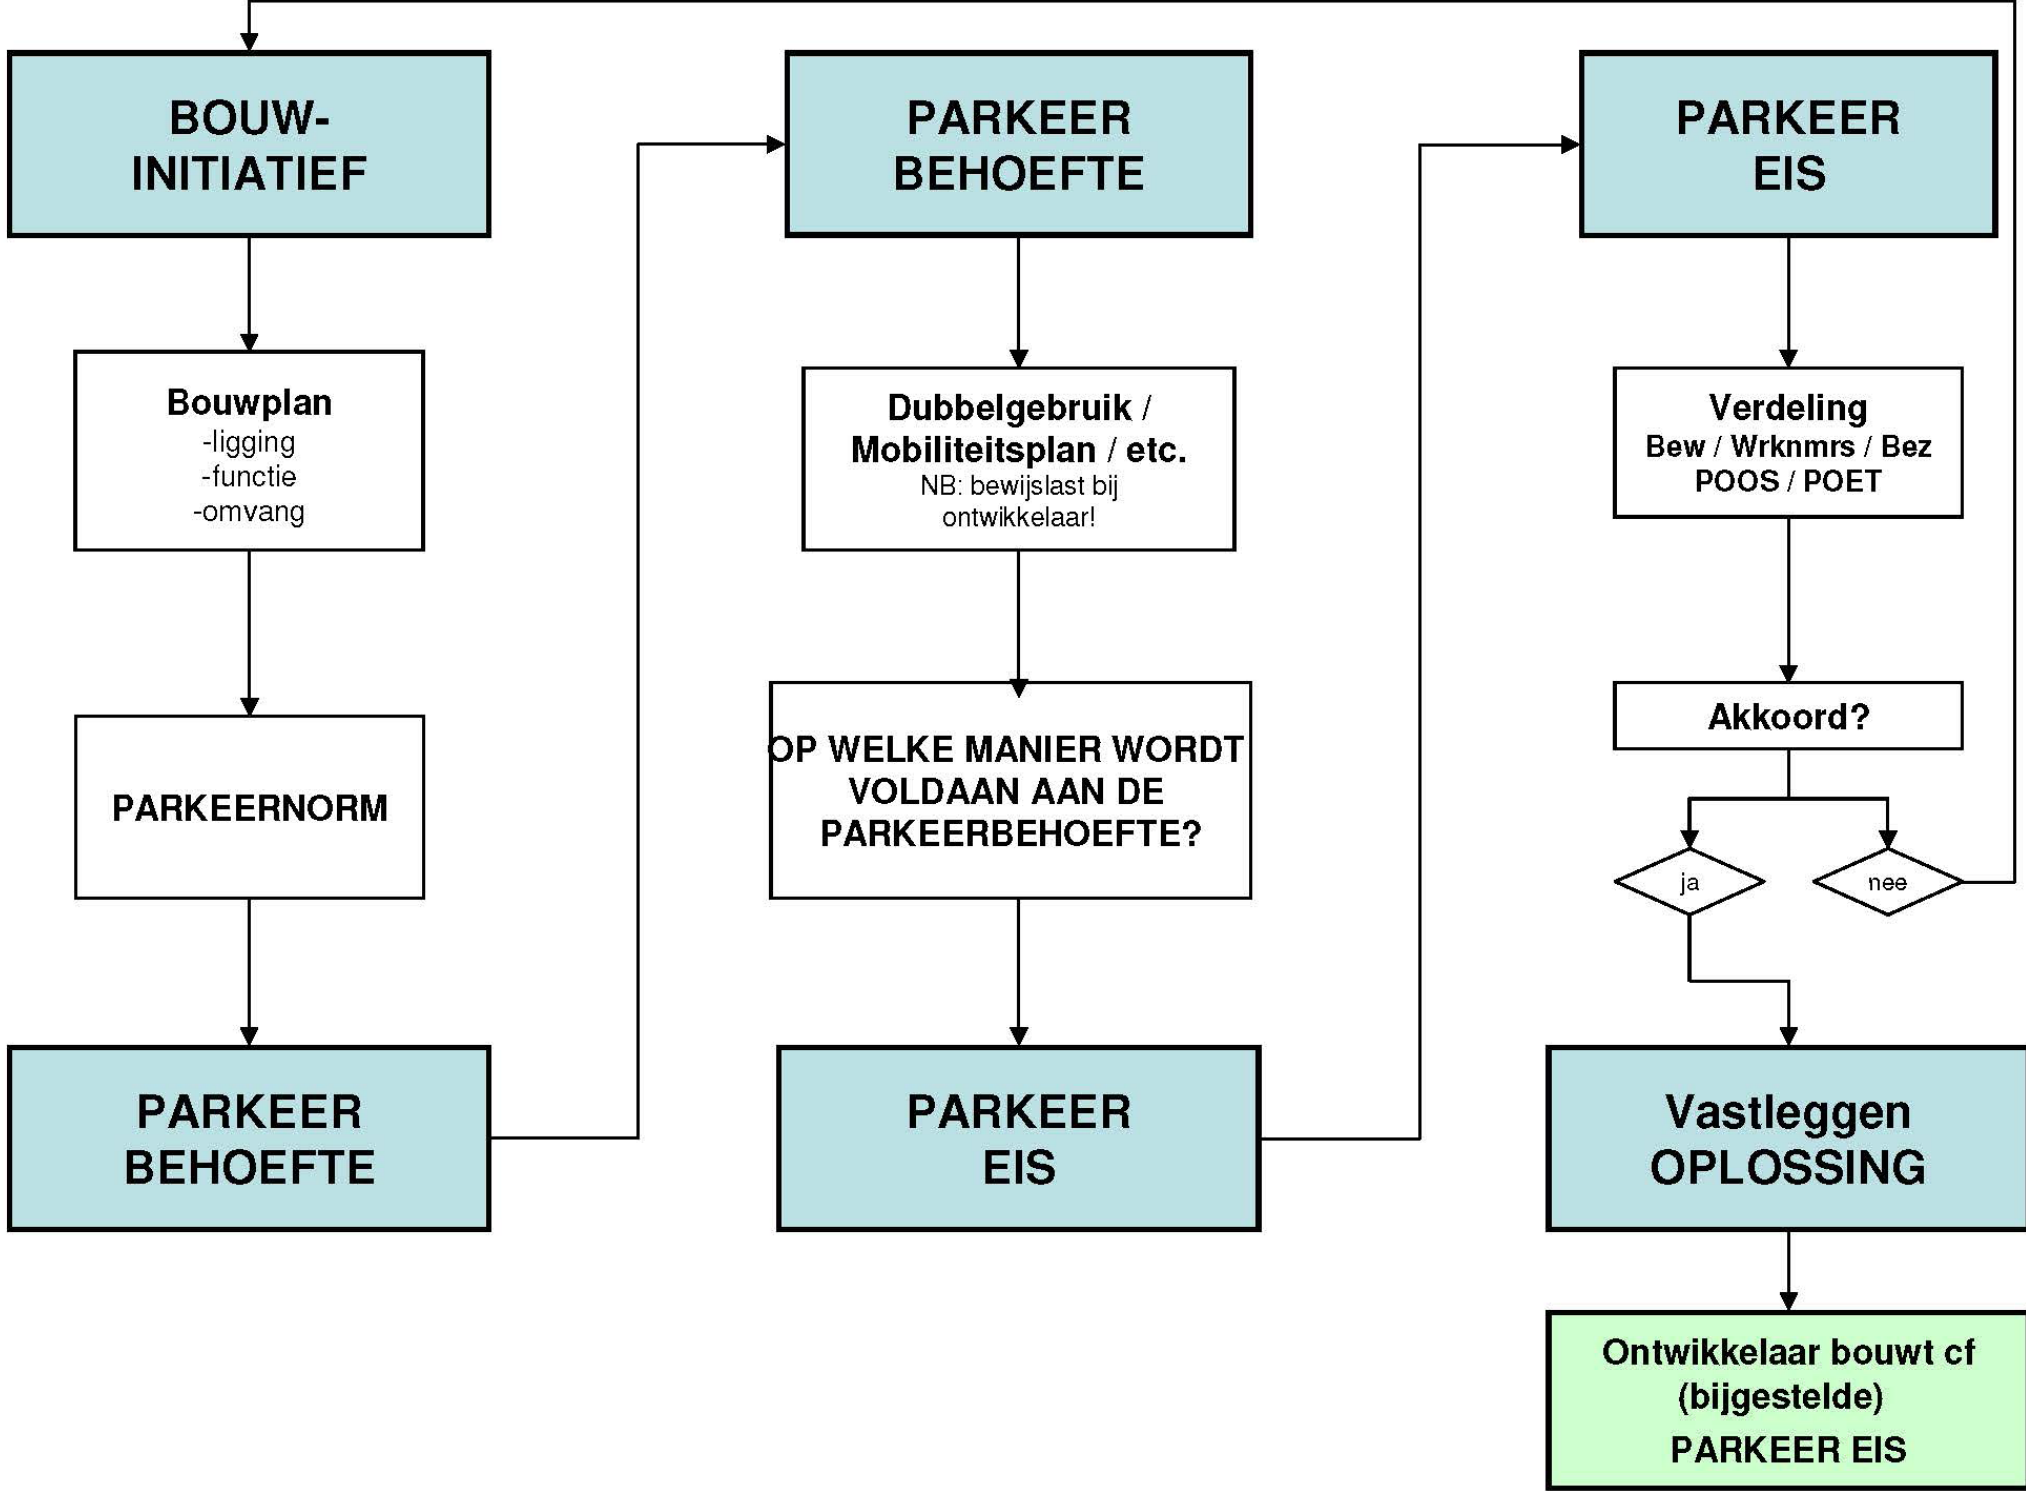 BOUW-
INITIATIEF
Bouwplan
-ligging
-functie
-omvang
PARKEERNORM
PARKEER
BEHOEFTE
PARKEER
BEHOEFTE
Dubbelgebruik /
Mobiliteitsplan / etc.
NB: bewijslast bij
ontwikkelaar!
OP WELKE MANIER WORDT
VOLDAAN AAN DE
PARKEERBEHOEFTE?
PARKEER
EIS
PARKEER
EIS
Verdeling
Bew / Wrknmrs / Bez
POOS / POET
Akkoord?
ja
nee
Vastleggen
OPLOSSING
Ontwikkelaar bouwt cf
(bijgestelde)
PARKEER EIS